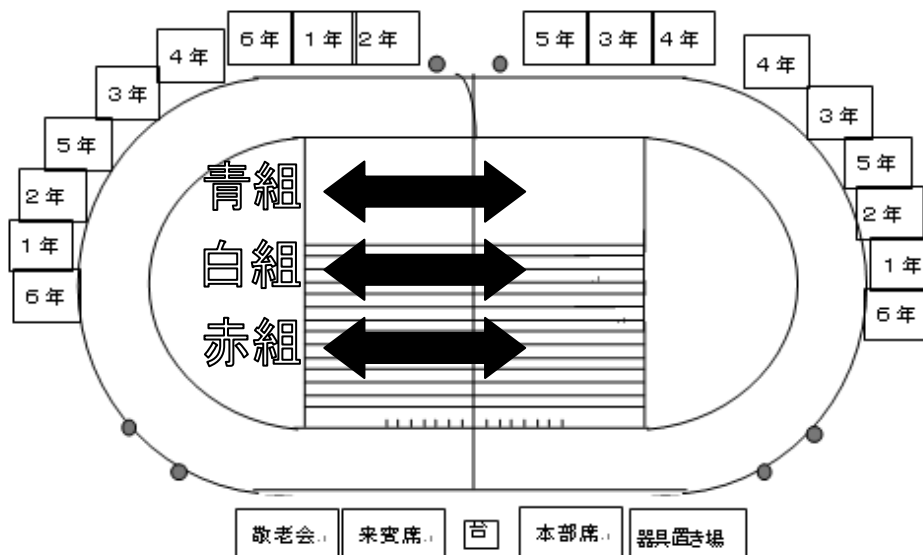 6年 1年 2年 5年 3年 4年
4年 4年
3年 3年
5年 5年
2年 2年
1年 1年
6年 6年
青組
白組
赤組
敬老会 来賓席 台 本部席 器具置き場